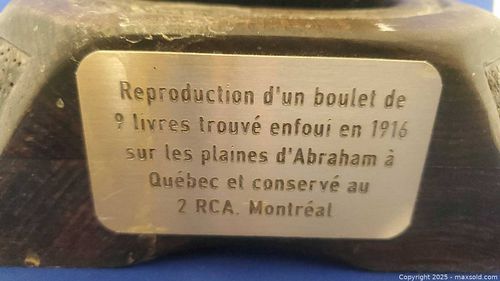 Reproduction d'un boulet de
9 livres trouvé enfoui en 1916
sur les plaines d'Abraham à
Québec et conservé au
2 RCA. Montréal
Copyright © 2025 - maxsold.com